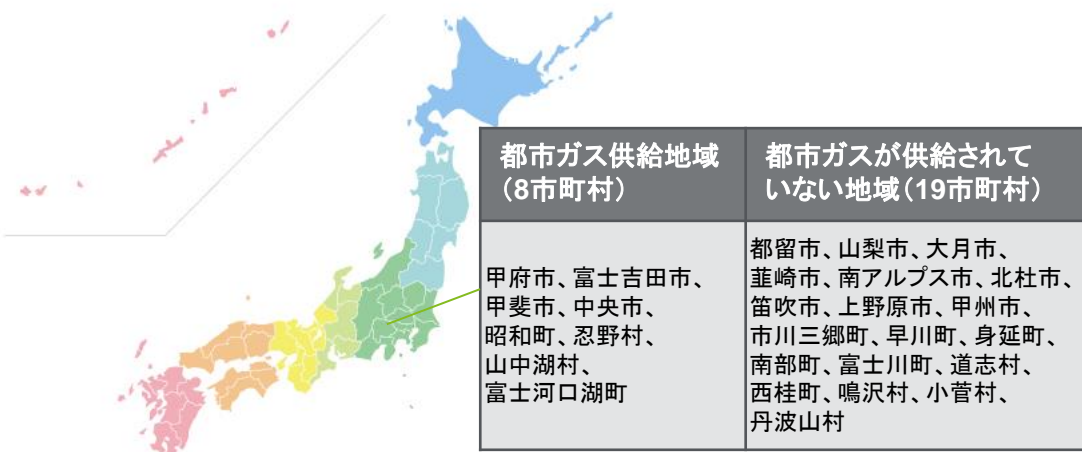 都市ガス供給地域
(8市町村)
都市ガスが供給されて
いない地域(19市町村)
甲府市、富士吉田市、
甲斐市、中央市、
昭和町、忍野村、
山中湖村、
富士河口湖町
都留市、山梨市、大月市、
韮崎市、南アルプス市、北杜市、
笛吹市、上野原市、甲州市、
市川三郷町、早川町、身延町、
南部町、富士川町、道志村、
西桂町、鳴沢村、小菅村、
丹波山村